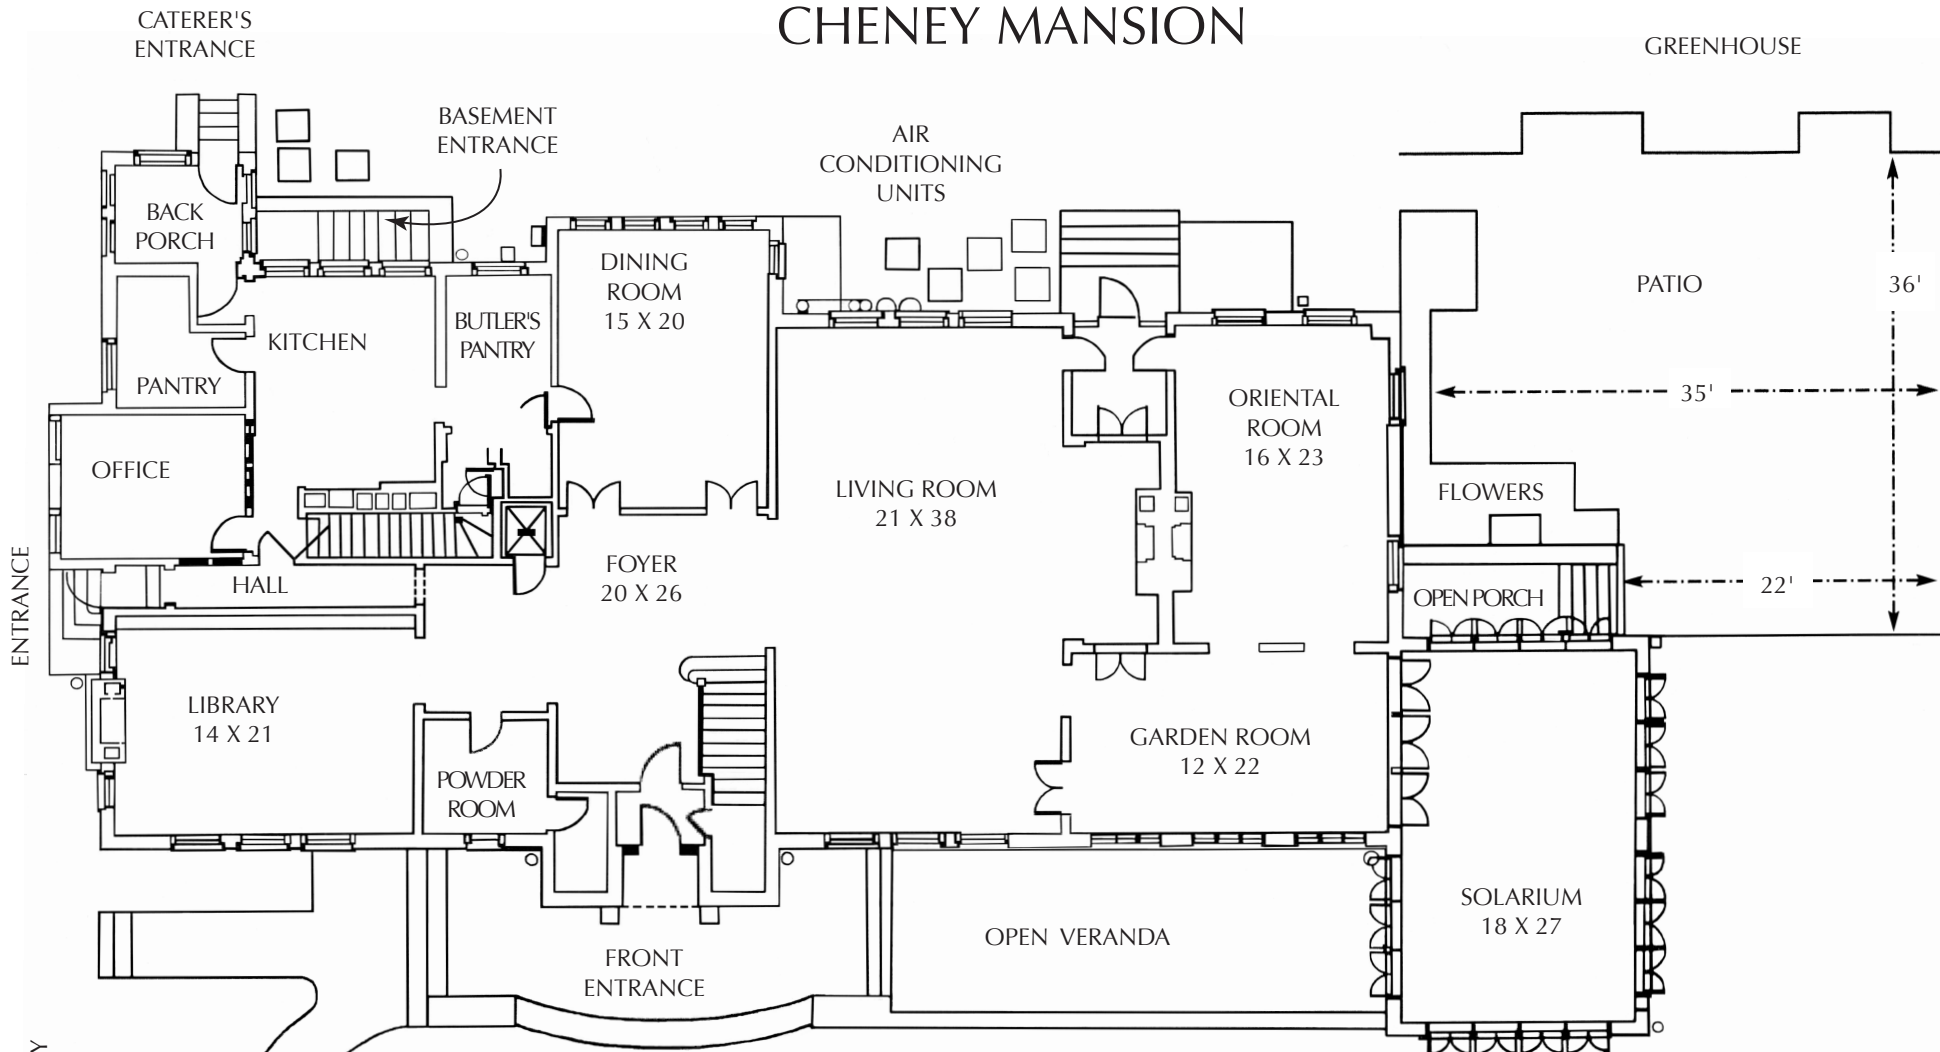 CHENEY MANSION
CATERER'S
ENTRANCE
GREENHOUSE
BASEMENT
ENTRANCE
AIR
CONDITIONING
UNITS
BACK
PORCH
DINING
ROOM
15 X 20
PATIO
36'
KITCHEN
BUTLER'S
PANTRY
PANTRY
35'
ORIENTAL
ROOM
16 X 23
OFFICE
LIVING ROOM
21 X 38
FLOWERS
ENTRANCE
HALL
FOYER
20 X 26
OPEN PORCH
22'
LIBRARY
14 X 21
GARDEN ROOM
12 X 22
POWDER
ROOM
SOLARIUM
18 X 27
OPEN VERANDA
FRONT
ENTRANCE
Y